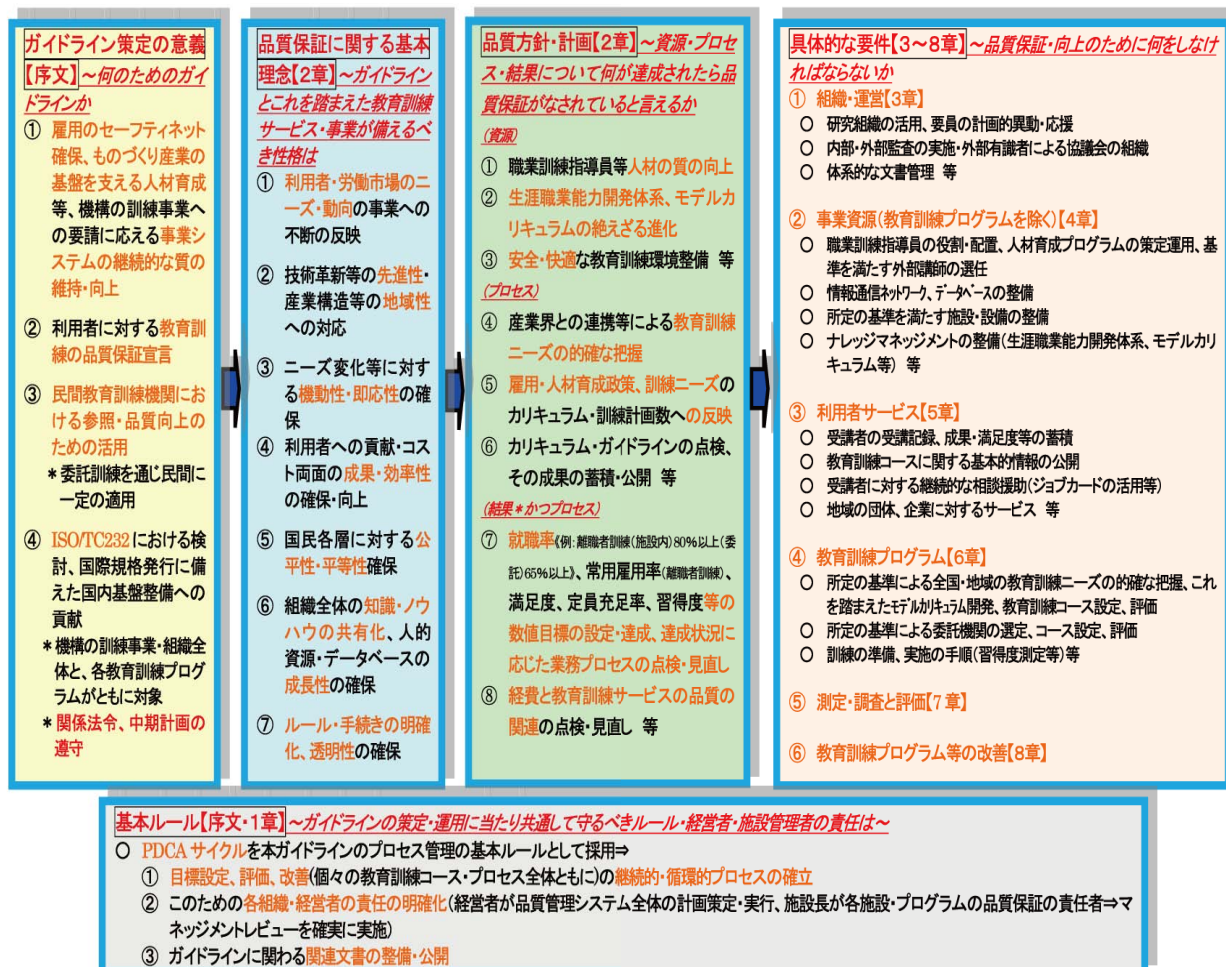 ガイドライン策定の意義
【序文】～何のためのガイ
ドラインか
① 雇用のセーフティネット
確保、ものづくり産業の
基盤を支える人材育成
等、機構の訓練事業へ
の要請に応える事業シ
ステムの継続的な質の
維持・向上
② 利用者に対する教育訓
練の品質保証宣言
③ 民間教育訓練機関にお
ける参照・品質向上の
ための活用
＊委託訓練を通じ民間に
一定の適用
④ ISO/TC232における検
討、国際規格発行に備
えた国内基盤整備への
貢献
＊機構の訓練事業・組織全
体と、各教育訓練プログ
ラムがともに対象
＊関係法令、中期計画の
遵守
品質保証に関する基本
理念【2章】～ガイドライン
とこれを踏まえた教育訓練
サービス・事業が備えるべ
き性格は
① 利用者・労働市場のニ
ーズ・動向の事業への
不断の反映
② 技術革新等の先進性・
産業構造等の地域性
への対応
③ ニーズ変化等に対す
る機動性・即応性の確
保
④ 利用者への貢献・コス
ト両面の成果・効率性
の確保・向上
⑤ 国民各層に対する公
平性・平等性確保
⑥ 組織全体の知識・ノウ
ハウの共有化、人的
資源・データベースの
成長性の確保
⑦ ルール・手続きの明確
化、透明性の確保
品質方針・計画【2章】～資源・プロセ
ス・結果について何が達成されたら品
質保証がなされていると言えるか
(資源)
① 職業訓練指導員等人材の質の向上
② 生涯職業能力開発体系、モデルカ
リキュラムの絶えざる進化
③ 安全・快適な教育訓練環境整備 等
(プロセス)
④ 産業界との連携等による教育訓練
ニーズの的確な把握
⑤ 雇用・人材育成政策、訓練ニーズの
カリキュラム・訓練計画数への反映
⑥ カリキュラム・ガイドラインの点検、
その成果の蓄積・公開 等
(結果＊かつプロセス)
⑦ 就職率《例：離職者訓練(施設内)80%以上(委
託)65%以上》、常用雇用率(離職者訓練)、
満足度、定員充足率、習得度等の
数値目標の設定・達成、達成状況に
応じた業務プロセスの点検・見直し
⑧ 経費と教育訓練サービスの品質の
関連の点検・見直し 等
具体的な要件【3～8章】～品質保証・向上のために何をしなけ
ればならないか
① 組織・運営【3章】
○ 研究組織の活用、要員の計画的異動・応援
○ 内部・外部監査の実施・外部有識者による協議会の組織
○ 体系的な文書管理 等
② 事業資源(教育訓練プログラムを除く)【4章】
○ 職業訓練指導員の役割・配置、人材育成プログラムの策定運用、基
準を満たす外部講師の選任
○ 情報通信ネットワーク、データベースの整備
○ 所定の基準を満たす施設・設備の整備
○ ナレッジマネッジメントの整備(生涯職業能力開発体系、モデルカリ
キュラム等) 等
③ 利用者サービス【5章】
○ 受講者の受講記録、成果・満足度等の蓄積
○ 教育訓練コースに関する基本的情報の公開
○ 受講者に対する継続的な相談援助(ジョブカードの活用等)
○ 地域の団体、企業に対するサービス 等
④ 教育訓練プログラム【6章】
○ 所定の基準による全国・地域の教育訓練ニーズの的確な把握、これ
を踏まえたモデルカリキュラム開発、教育訓練コース設定、評価
○ 所定の基準による委託機関の選定、コース設定、評価
○ 訓練の準備、実施の手順(習得度測定等)等
⑤ 測定・調査と評価【7章】
⑥ 教育訓練プログラム等の改善【8章】
基本ルール【序文・1章】～ガイドラインの策定・運用に当たり共通して守るべきルール・経営者・施設管理者の責任は～
○ PDCAサイクルを本ガイドラインのプロセス管理の基本ルールとして採用⇒
① 目標設定、評価、改善(個々の教育訓練コース・プロセス全体ともに)の継続的・循環的プロセスの確立
② このための各組織・経営者の責任の明確化(経営者が品質管理システム全体の計画策定・実行、施設長が各施設・プログラムの品質保証の責任者⇒マ
ネッジメントレビューを確実に実施)
③ ガイドラインに関わる関連文書の整備・公開